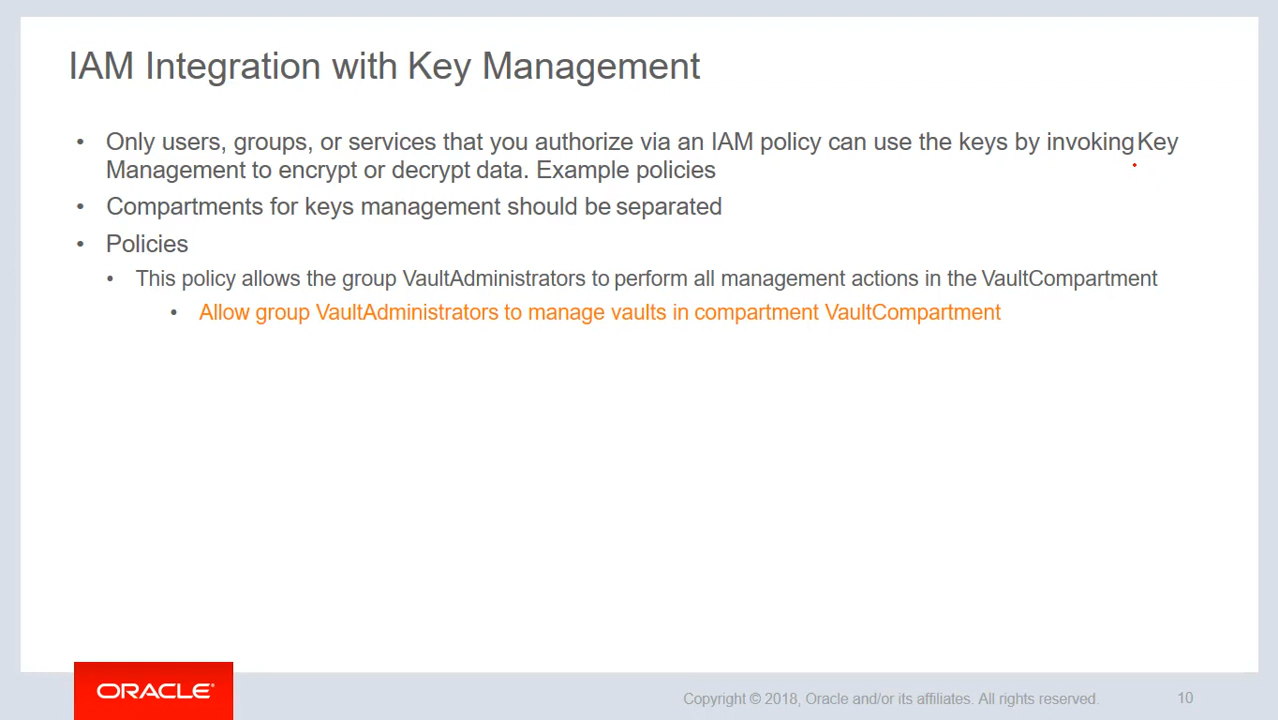 IAM Integration with Key Management
• Only users, groups, or services that you authorize via an IAM policy can use the keys by invoking Key
Management to encrypt or decrypt data. Example policies
• Compartments for keys management should be separated
• Policies
• This policy allows the group VaultAdministrators to perform all management actions in the VaultCompartment
• Allow group VaultAdministrators to manage vaults in compartment VaultCompartment
ORACLE®
Copyright © 2018, Oracle and/or its affiliates. All rights reserved. 10